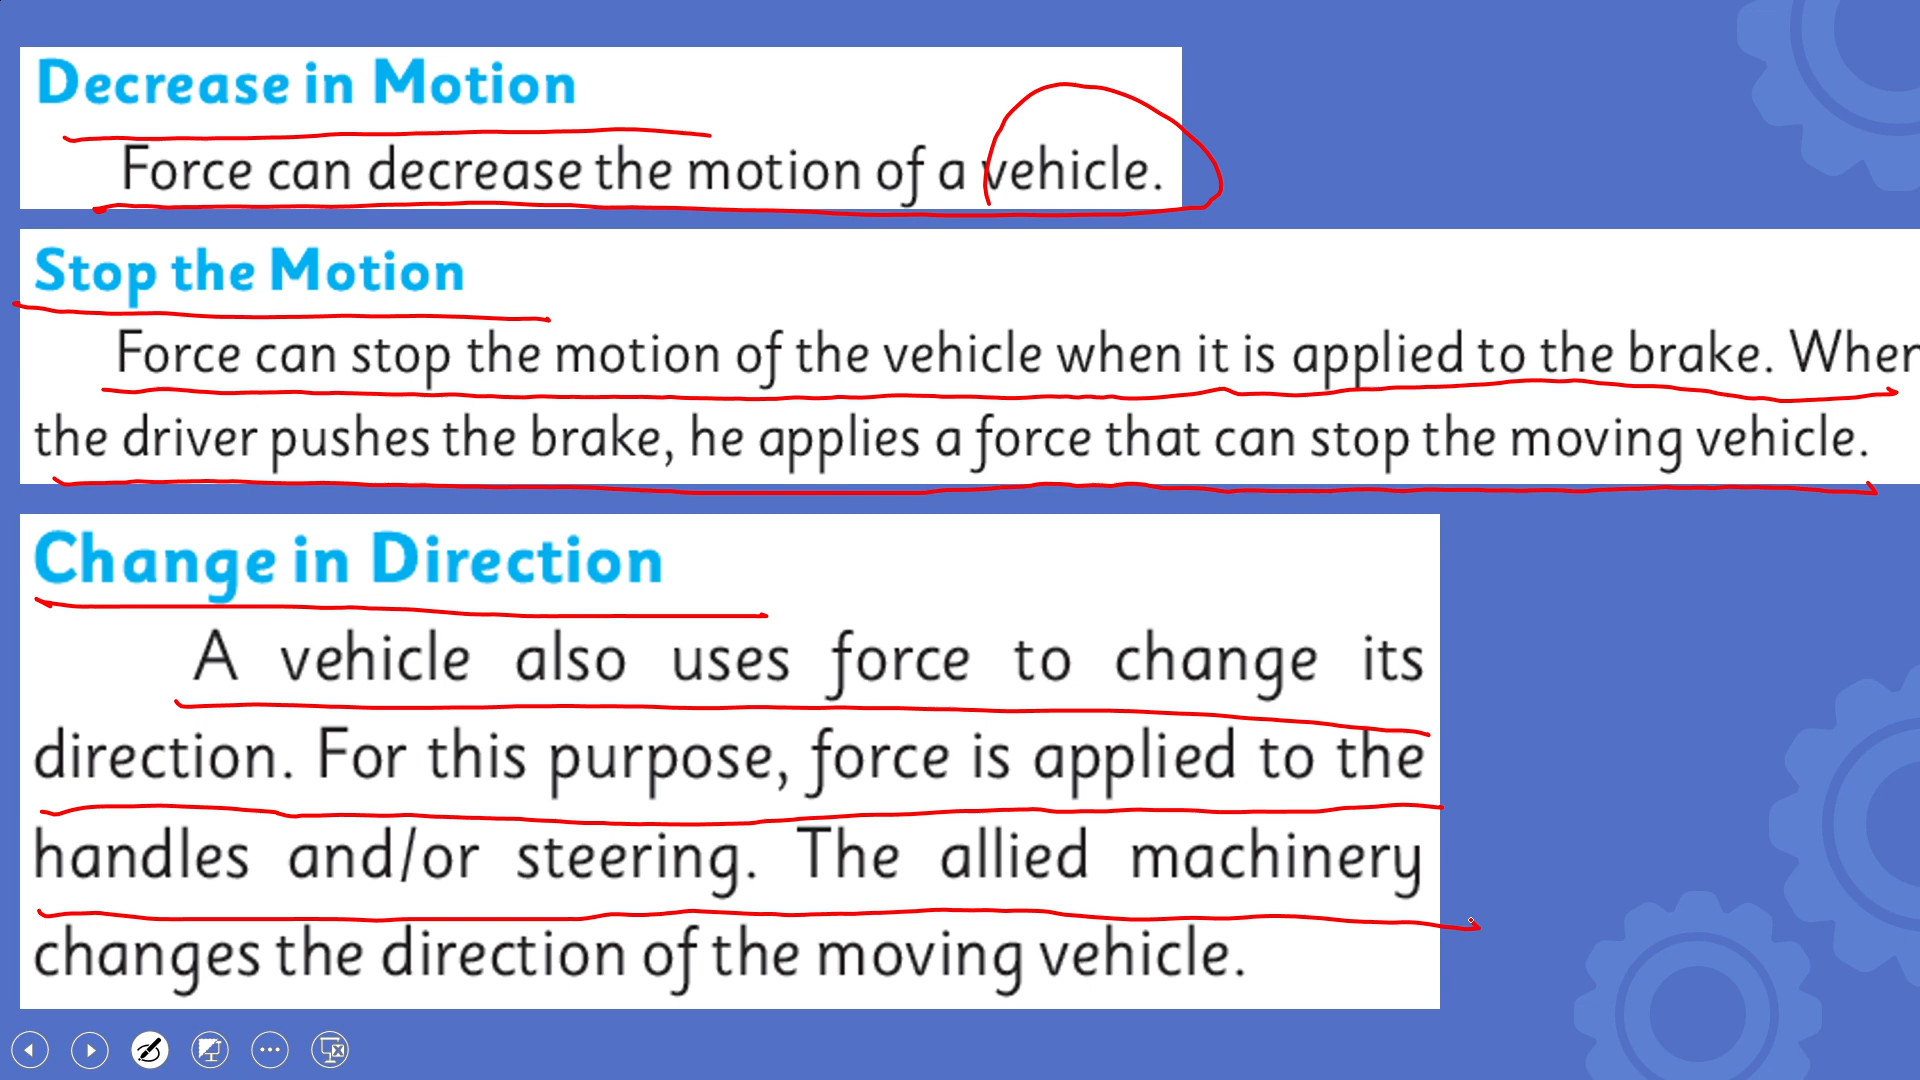 Decrease in Motion
Force can decrease the motion of a vehicle.
Stop the Motion
Force can stop the motion of the vehicle when it is applied to the brake. When
the driver pushes the brake, he applies a force that can stop the moving vehicle.
Change in Direction
A vehicle also uses force to change its
direction. For this purpose, force is applied to the
handles and/or steering. The allied machinery
changes the direction of the moving vehicle.